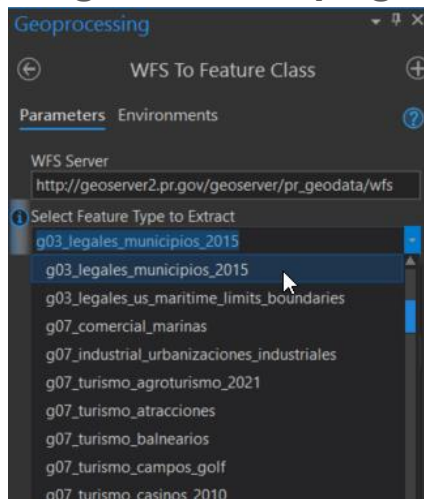 Geoprocessing
WFS To Feature Class
Parameters Environments
WFS Server
http://geoserver2.pr.gov/geoserver/pr_geodata/wfs
Select Feature Type to Extract
g03_legales_municipios_2015
g03_legales_municipios_2015
g03_legales_us_maritime_limits_boundaries
g07_comercial_marinas
g07_industrial_urbanizaciones_industriales
g07_turismo_agroturismo_2021
g07_turismo_atracciones
g07_turismo_balnearios
g07_turismo_campos_golf
g07_turismo_casinos_2010